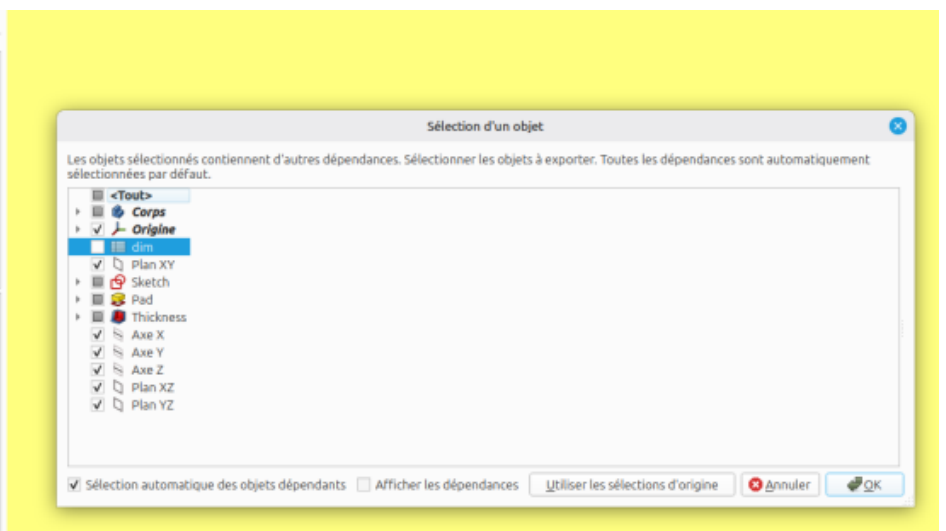 Sélection d'un objet
Les objets sélectionnés contiennent d'autres dépendances. Sélectionner les objets à exporter. Toutes les dépendances sont automatiquement
sélectionnées par défaut.
<Tout>
Corps
Origine
dim
Plan XY
Sketch
Pad
Thickness
Axe X
Axe Y
Axe Z
Plan XZ
Plan YZ
Sélection automatique des objets dépendants Afficher les dépendances Utiliser les sélections d'origine Annuler OK